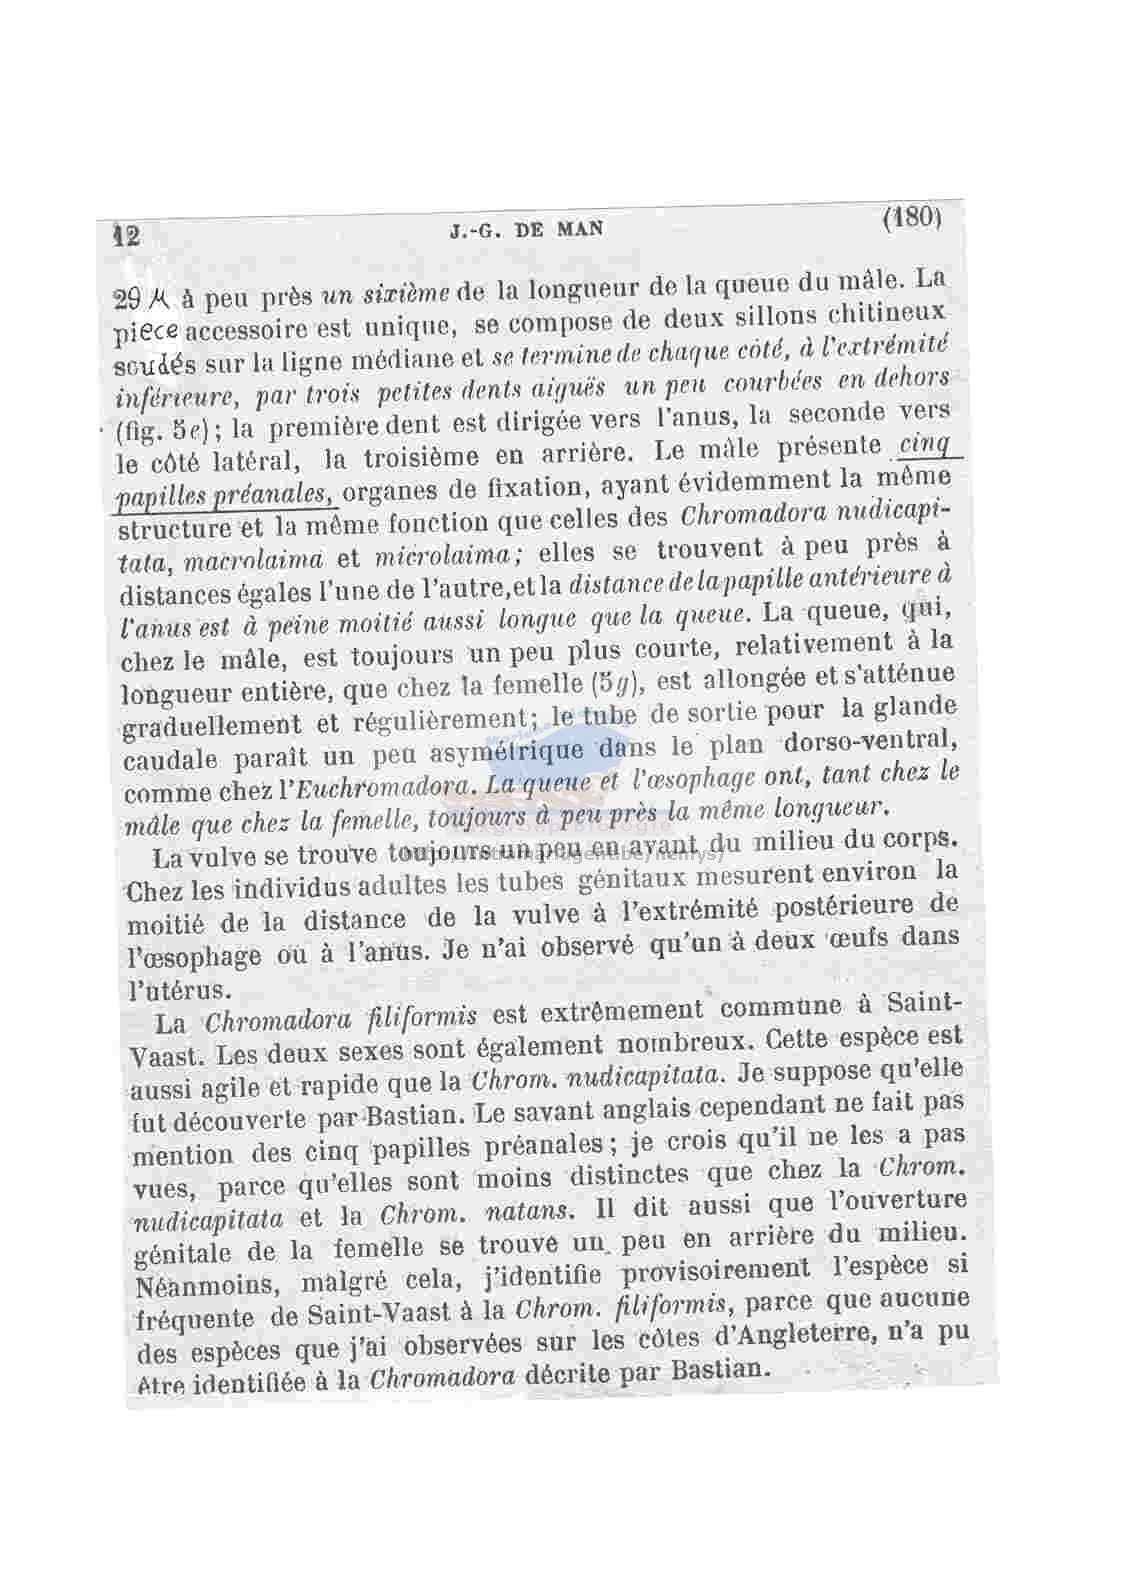 12 J.-G. DE MAN (180)
29 μ à peu près un sixième de la longueur de la queue du mâle. La
piece accessoire est unique, se compose de deux sillons chitineux
soudés sur la ligne médiane et se termine de chaque côté, à l'extrémité
inférieure, par trois petites dents aiguës un peu courbées en dehors
(fig. 5e); la première dent est dirigée vers l'anus, la seconde vers
le côté latéral, la troisième en arrière. Le mâle présente cinq
papilles préanales, organes de fixation, ayant évidemment la même
structure et la même fonction que celles des Chromadora nudicapi-
tata, macrolaima et microlaima; elles se trouvent à peu près à
distances égales l'une de l'autre, et la distance de la papille antérieure à
l'anus est à peine moitié aussi longue que la queue. La queue, qui,
chez le mâle, est toujours un peu plus courte, relativement à la
longueur entière, que chez la femelle (5g), est allongée et s'atténue
graduellement et régulièrement; le tube de sortie pour la glande
caudale paraît un peu asymétrique dans le plan dorso-ventral,
comme chez l'Euchromadora. La queue et l'œsophage ont, tant chez le
mâle que chez la femelle, toujours à peu près la même longueur.
La vulve se trouve toujours un peu en avant du milieu du corps.
Chez les individus adultes les tubes génitaux mesurent environ la
moitié de la distance de la vulve à l'extrémité postérieure de
l'œsophage ou à l'anus. Je n'ai observé qu'un à deux œufs dans
l'utérus.
La Chromadora filiformis est extrêmement commune à Saint-
Vaast. Les deux sexes sont également nombreux. Cette espèce est
aussi agile et rapide que la Chrom. nudicapitata. Je suppose qu'elle
fut découverte par Bastian. Le savant anglais cependant ne fait pas
mention des cinq papilles préanales; je crois qu'il ne les a pas
vues, parce qu'elles sont moins distinctes que chez la Chrom.
nudicapitata et la Chrom. natans. Il dit aussi que l'ouverture
génitale de la femelle se trouve un peu en arrière du milieu.
Néanmoins, malgré cela, j'identifie provisoirement l'espèce si
fréquente de Saint-Vaast à la Chrom. filiformis, parce que aucune
des espèces que j'ai observées sur les côtes d'Angleterre, n'a pu
être identifiée à la Chromadora décrite par Bastian.